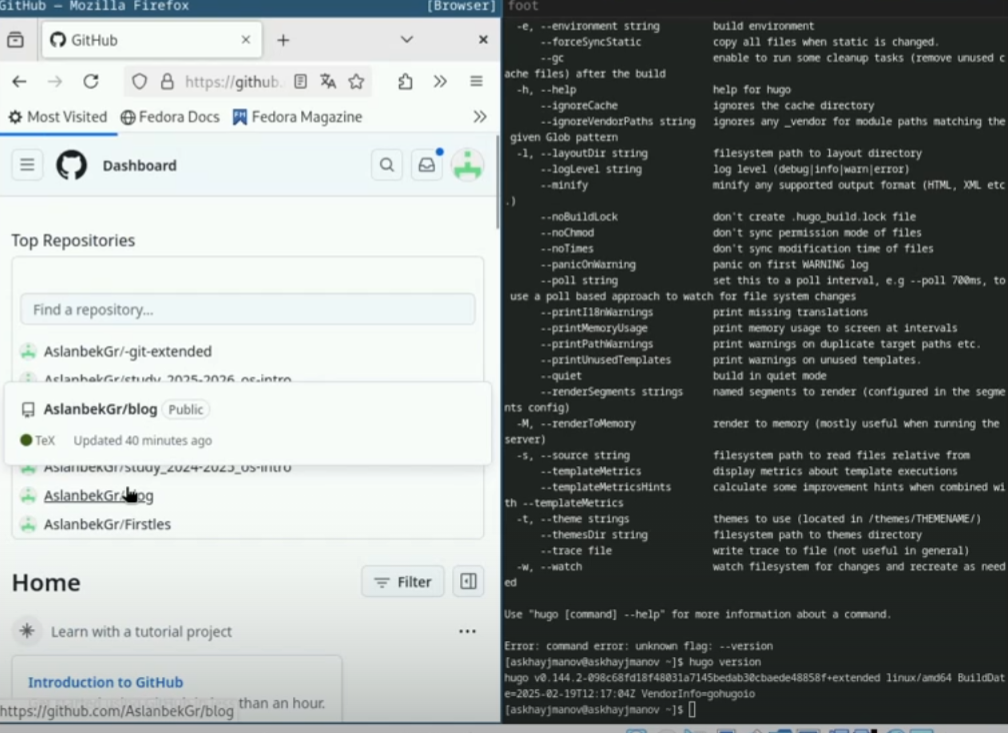 GitHub — Mozilla Firefox
[Browser]
GitHub
https://github.
Most Visited
Fedora Docs
Fedora Magazine
Dashboard
Top Repositories
Find a repository...
AslanbekGr/-git-extended
AslanbekGr/study_2025-2026_os-intro
AslanbekGr/blog Public
TeX Updated 40 minutes ago
AslanbekGr/study_2024-2025_os-intro
AslanbekGr/blog
AslanbekGr/Firstles
Home
Filter
Learn with a tutorial project
Introduction to GitHub
than an hour.
https://github.com/AslanbekGr/blog
foot
-e, --environment string build environment
--forceSyncStatic copy all files when static is changed.
--gc enable to run some cleanup tasks (remove unused c
ache files) after the build
-h, --help help for hugo
--ignoreCache ignores the cache directory
--ignoreVendorPaths string ignores any _vendor for module paths matching the
given Glob pattern
-l, --layoutDir string filesystem path to layout directory
--logLevel string log level (debug|info|warn|error)
--minify minify any supported output format (HTML, XML etc
.)
--noBuildLock don't create .hugo_build.lock file
--noChmod don't sync permission mode of files
--noTimes don't sync modification time of files
--panicOnWarning panic on first WARNING log
--poll string set this to a poll interval, e.g --poll 700ms, to
use a poll based approach to watch for file system changes
--printI18nWarnings print missing translations
--printMemoryUsage print memory usage to screen at intervals
--printPathWarnings print warnings on duplicate target paths etc.
--printUnusedTemplates print warnings on unused templates.
--quiet build in quiet mode
--renderSegments strings named segments to render (configured in the segme
nts config)
-M, --renderToMemory render to memory (mostly useful when running the
server)
-s, --source string filesystem path to read files relative from
--templateMetrics display metrics about template executions
--templateMetricsHints calculate some improvement hints when combined wi
th --templateMetrics
-t, --theme strings themes to use (located in /themes/THEMENAME/)
--themesDir string filesystem path to themes directory
--trace file write trace to file (not useful in general)
-w, --watch watch filesystem for changes and recreate as need
ed
Use "hugo [command] --help" for more information about a command.
Error: command error: unknown flag: --version
[askhayjmanov@askhayjmanov ~]$ hugo version
hugo v0.144.2-098c68fd18f48031a7145bedab30cbaede48858f+extended linux/amd64 BuildDat
e=2025-02-19T12:17:04Z VendorInfo=gohugoio
[askhayjmanov@askhayjmanov ~]$